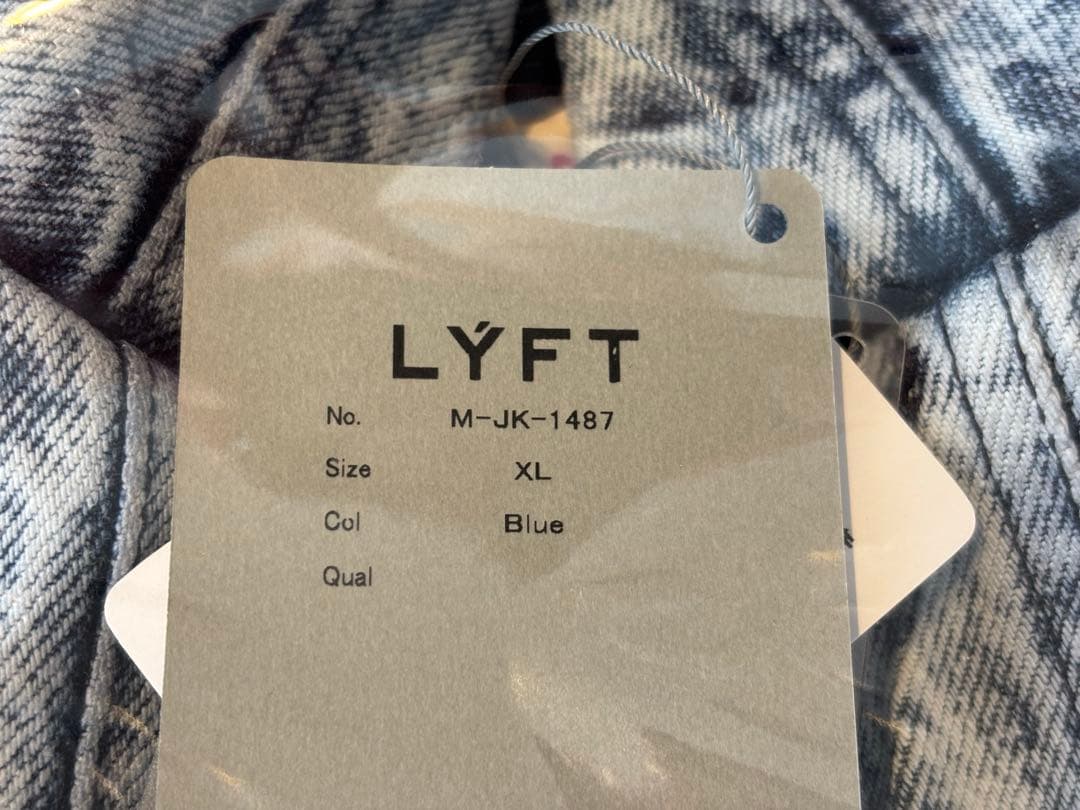 LÝFT
No. M-JK-1487
Size XL
Col Blue
Qual